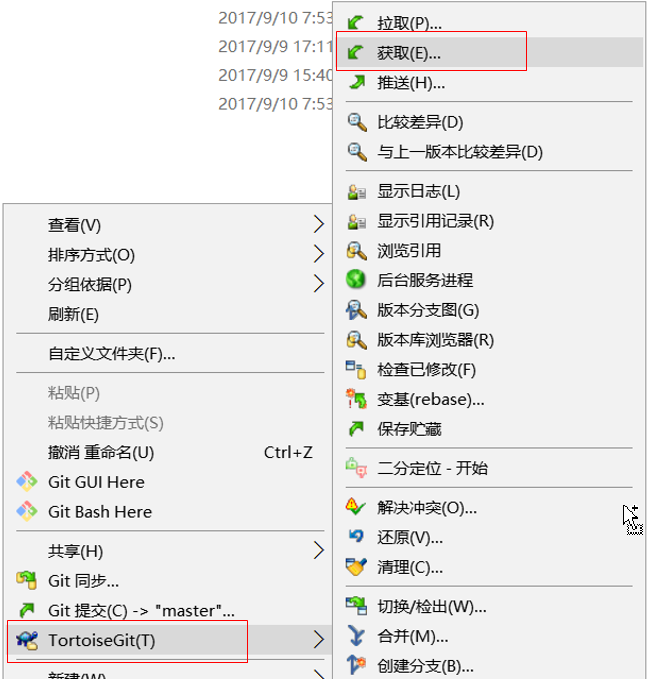 2017/9/10 7:53
2017/9/9 17:11
2017/9/9 15:40
2017/9/10 7:53
查看(V)
排序方式(O)
分组依据(P)
刷新(E)
自定义文件夹(F)...
粘贴(P)
粘贴快捷方式(S)
撤消 重命名(U) Ctrl+Z
Git GUI Here
Git Bash Here
共享(H)
Git 同步...
Git 提交(C) -> "master"...
TortoiseGit(T)
新建(W)
拉取(P)...
获取(E)...
推送(H)...
比较差异(D)
与上一版本比较差异(D)
显示日志(L)
显示引用记录(R)
浏览引用
后台服务进程
版本分支图(G)
版本库浏览器(R)
检查已修改(F)
变基(rebase)...
保存贮藏
二分定位 - 开始
解决冲突(O)...
还原(V)...
清理(C)...
切换/检出(W)...
合并(M)...
创建分支(B)...